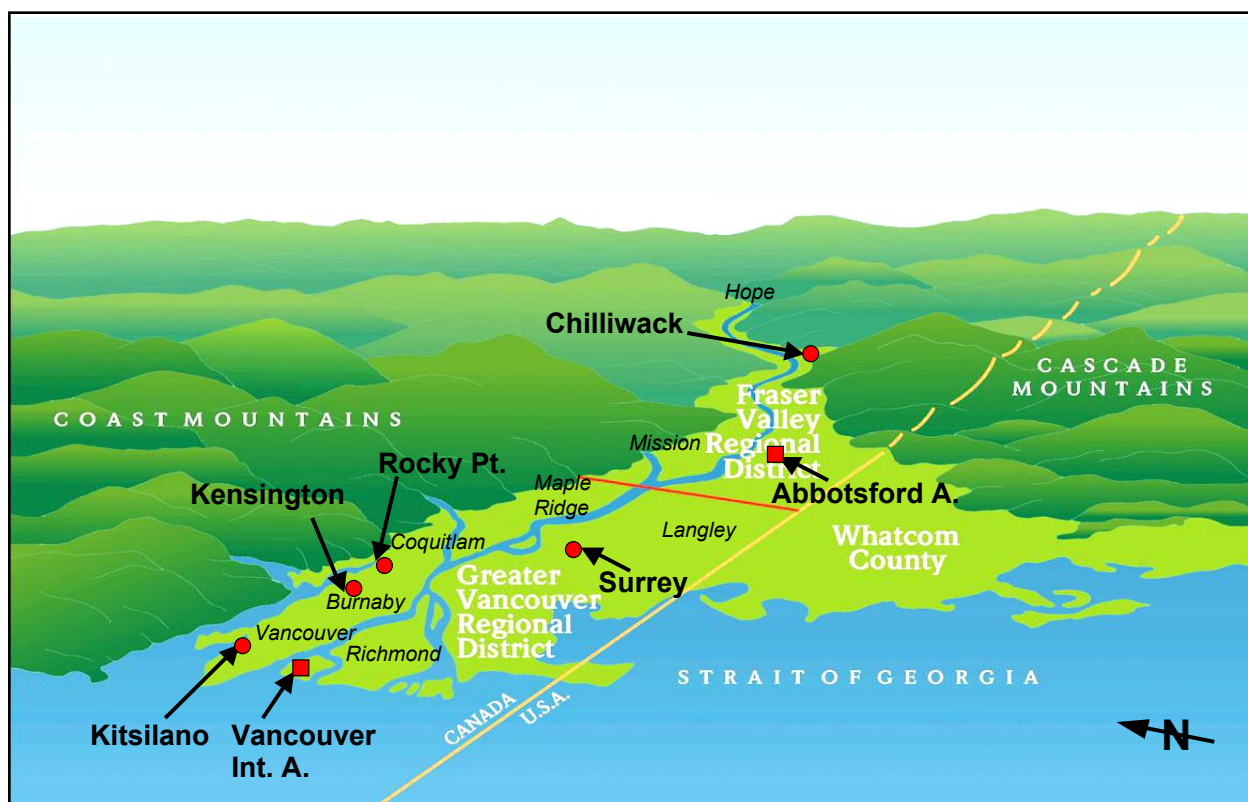 Hope
Chilliwack
CASCADE
MOUNTAINS
COAST MOUNTAINS
Fraser
Valley
Regional
District
Mission
Rocky Pt.
Kensington
Maple
Ridge
Abbotsford A.
Langley
Whatcom
County
Coquitlam
Surrey
Greater
Vancouver
Regional
District
Burnaby
Vancouver
Richmond
STRAIT OF GEORGIA
CANADA
U.S.A.
Kitsilano
Vancouver
Int. A.
N